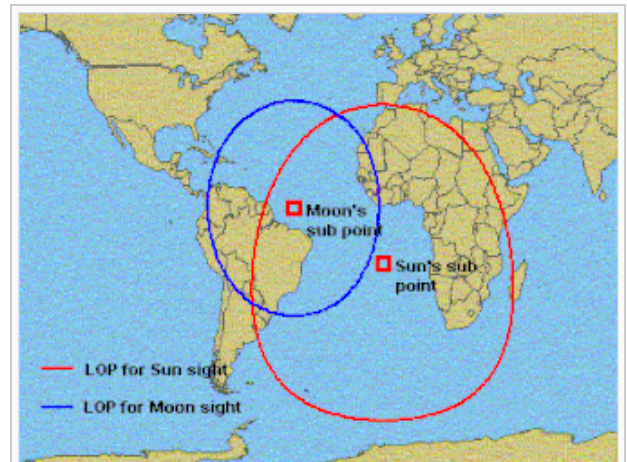 Moon's
sub point
Sun's sub
point
LOP for Sun sight
LOP for Moon sight